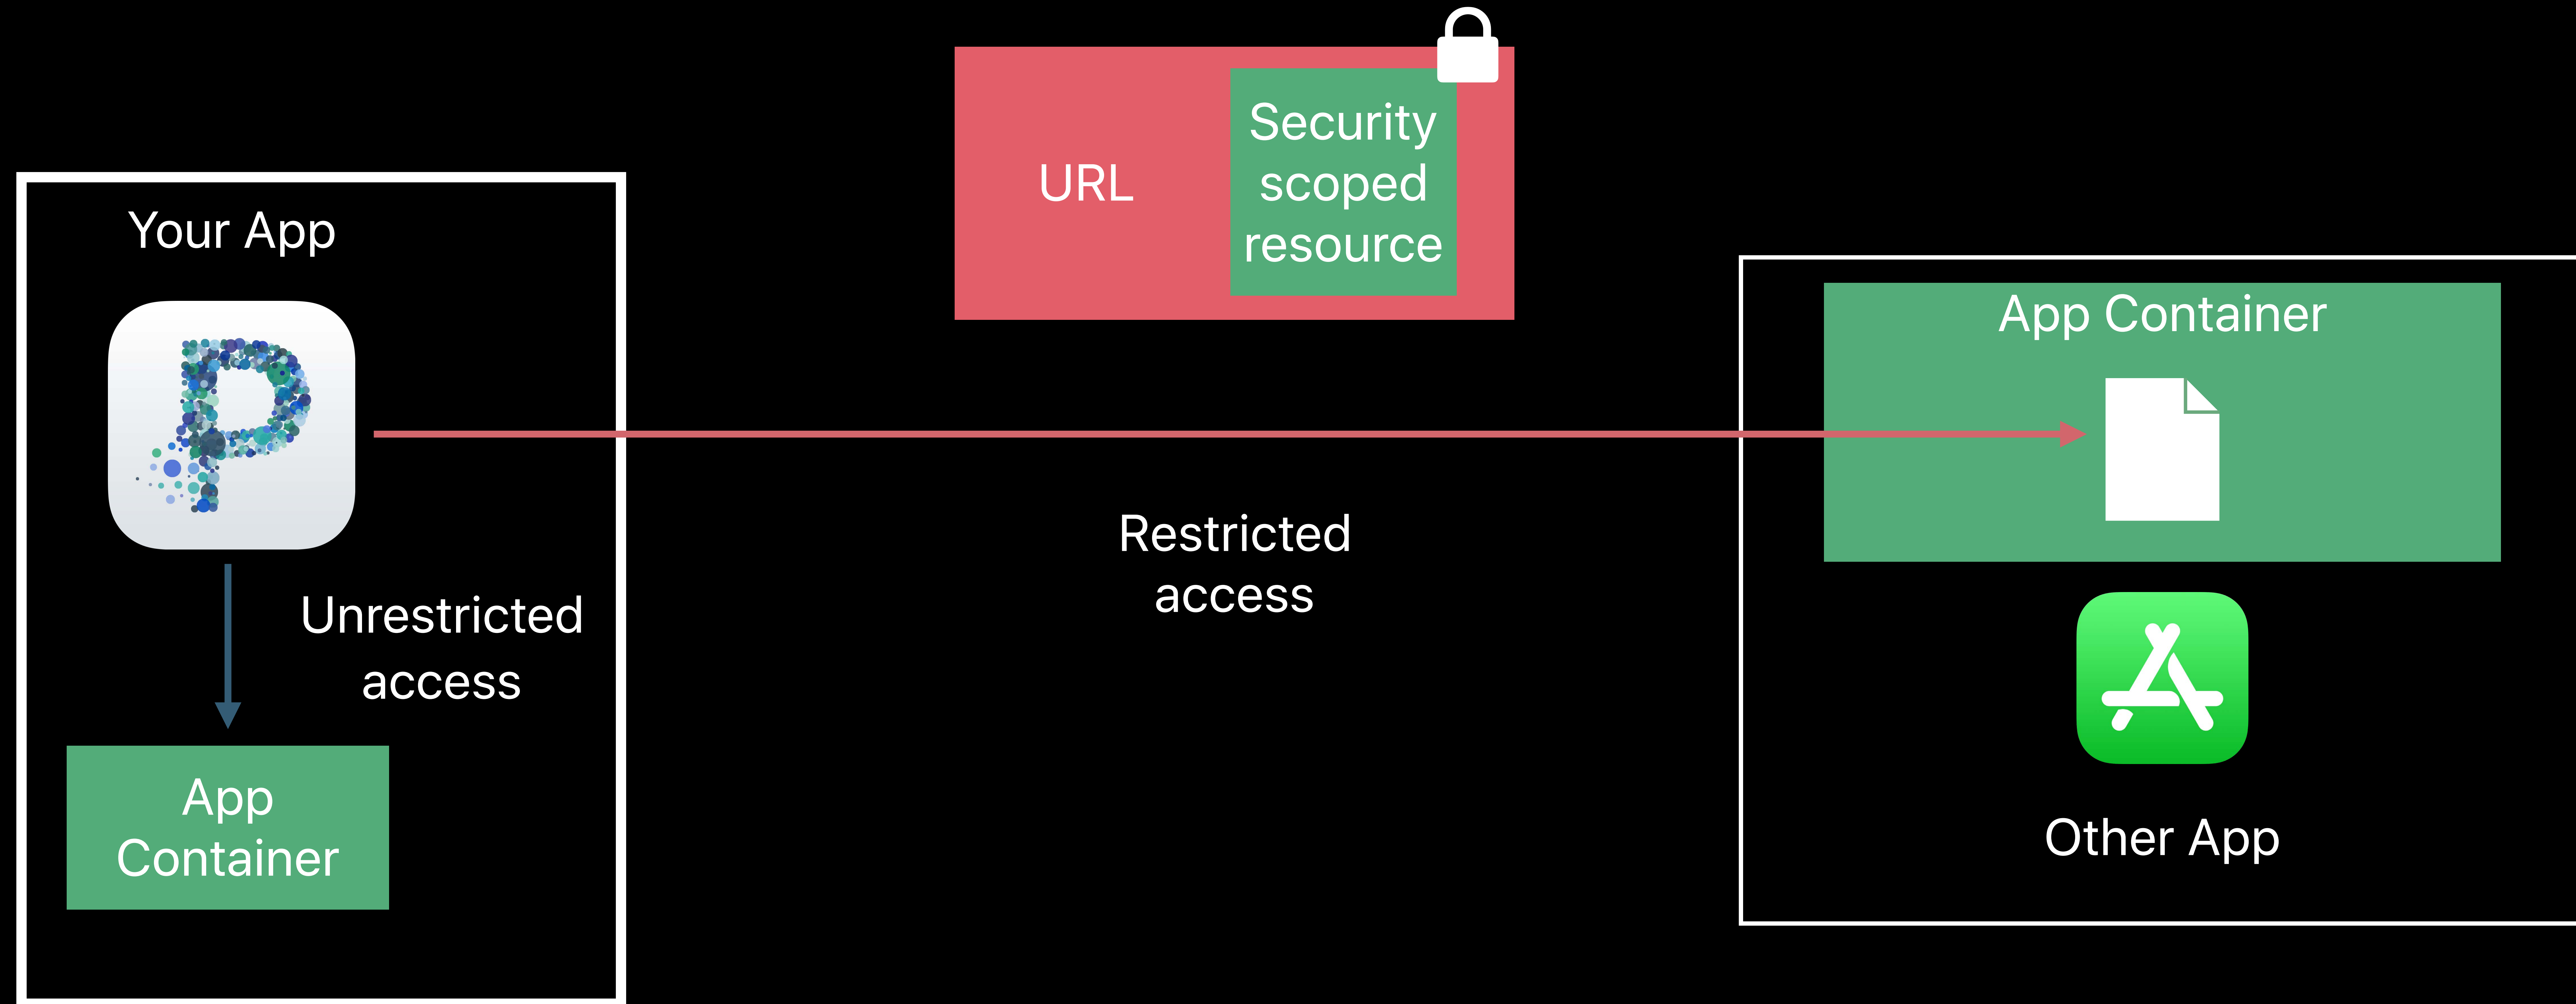 Your App
Unrestricted
access
App
Container
URL
Security
scoped
resource
Restricted
access
App Container
Other App